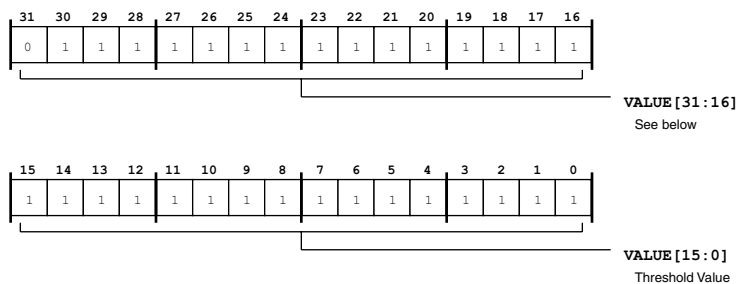 31 30 29 28 27 26 25 24 23 22 21 20 19 18 17 16
0 1 1 1 1 1 1 1 1 1 1 1 1 1 1 1
VALUE[31:16]
See below
15 14 13 12 11 10 9 8 7 6 5 4 3 2 1 0
1 1 1 1 1 1 1 1 1 1 1 1 1 1 1 1
VALUE[15:0]
Threshold Value